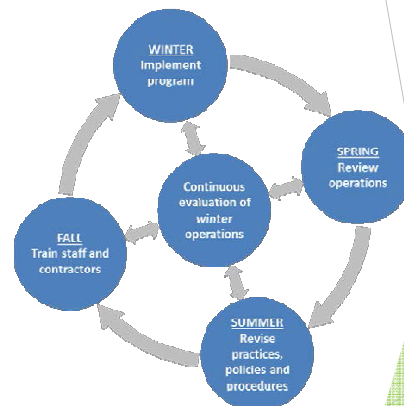 WINTER
Implement
program
SPRING
Review
operations
Continuous
evaluation of
winter
operations
FALL
Train staff and
contractors
SUMMER
Revise
practices,
policies and
procedures